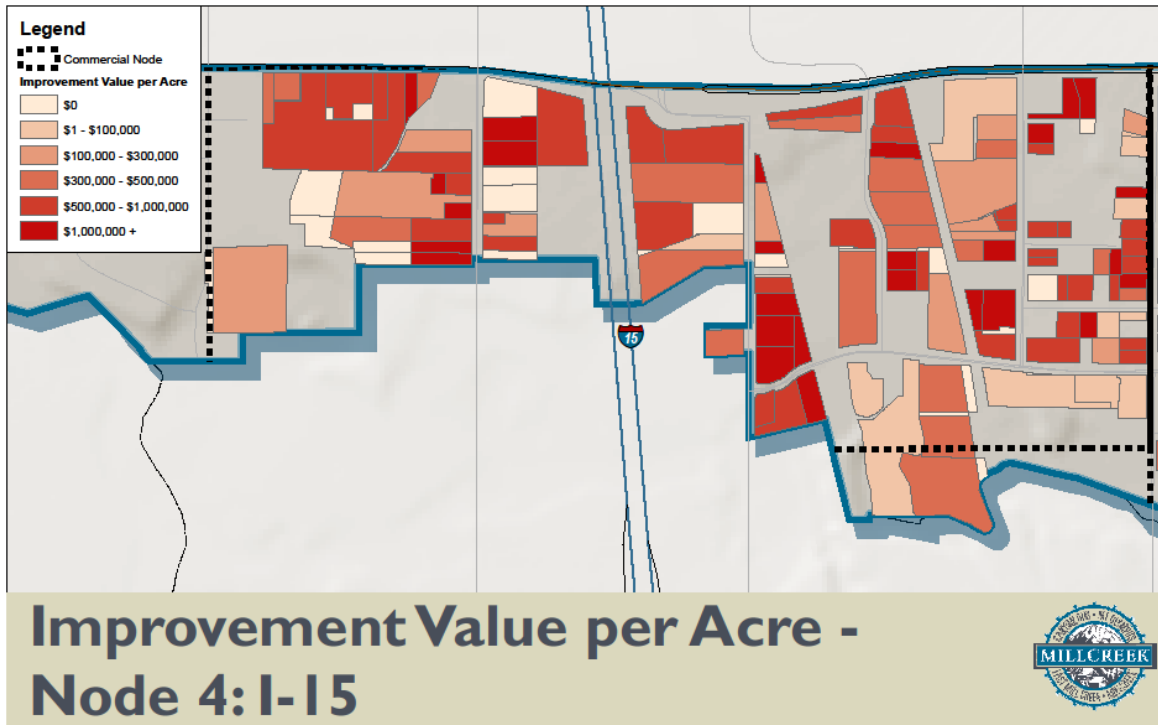 Legend
Commercial Node
Improvement Value per Acre
$0
$1 - $100,000
$100,000 - $300,000
$300,000 - $500,000
$500,000 - $1,000,000
$1,000,000 +
15
Improvement Value per Acre -
Node 4: I-15
MILLCREEK